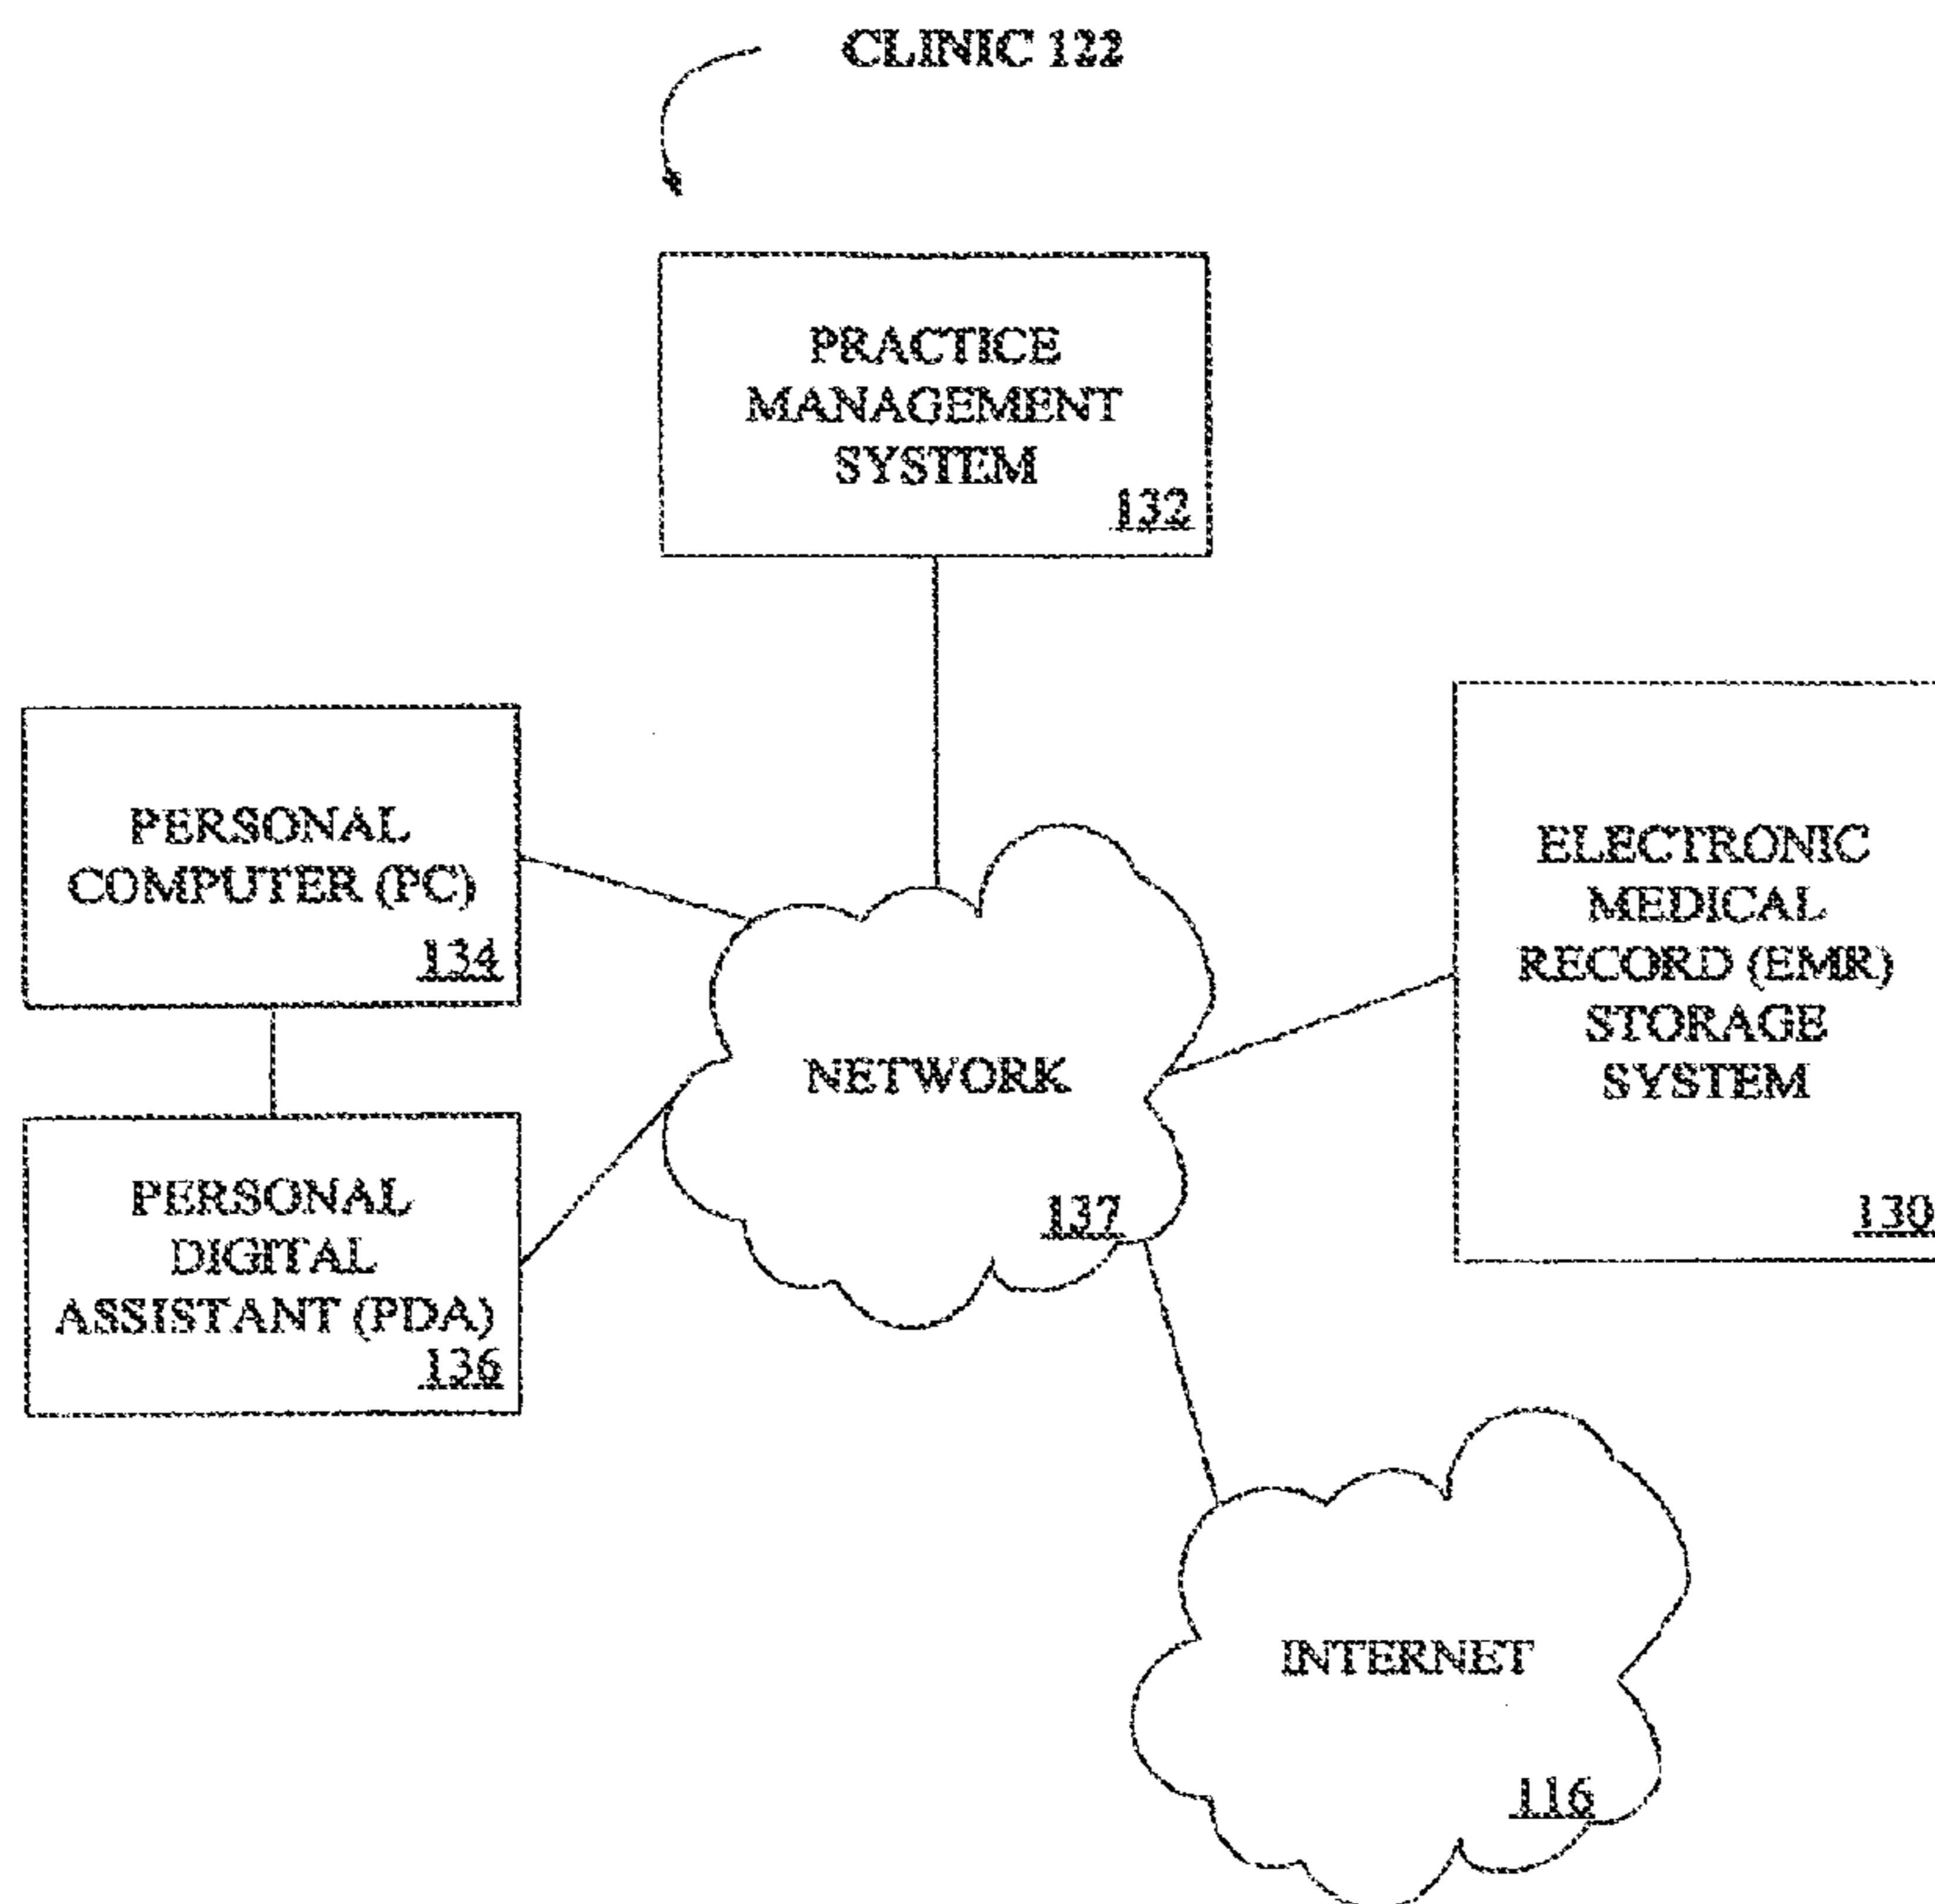 CLINIC 122
PRACTICE
MANAGEMENT
SYSTEM
132
PERSONAL
COMPUTER (PC)
134
PERSONAL
DIGITAL
ASSISTANT (PDA)
136
NETWORK
137
ELECTRONIC
MEDICAL
RECORD (EMR)
STORAGE
SYSTEM
130
INTERNET
116